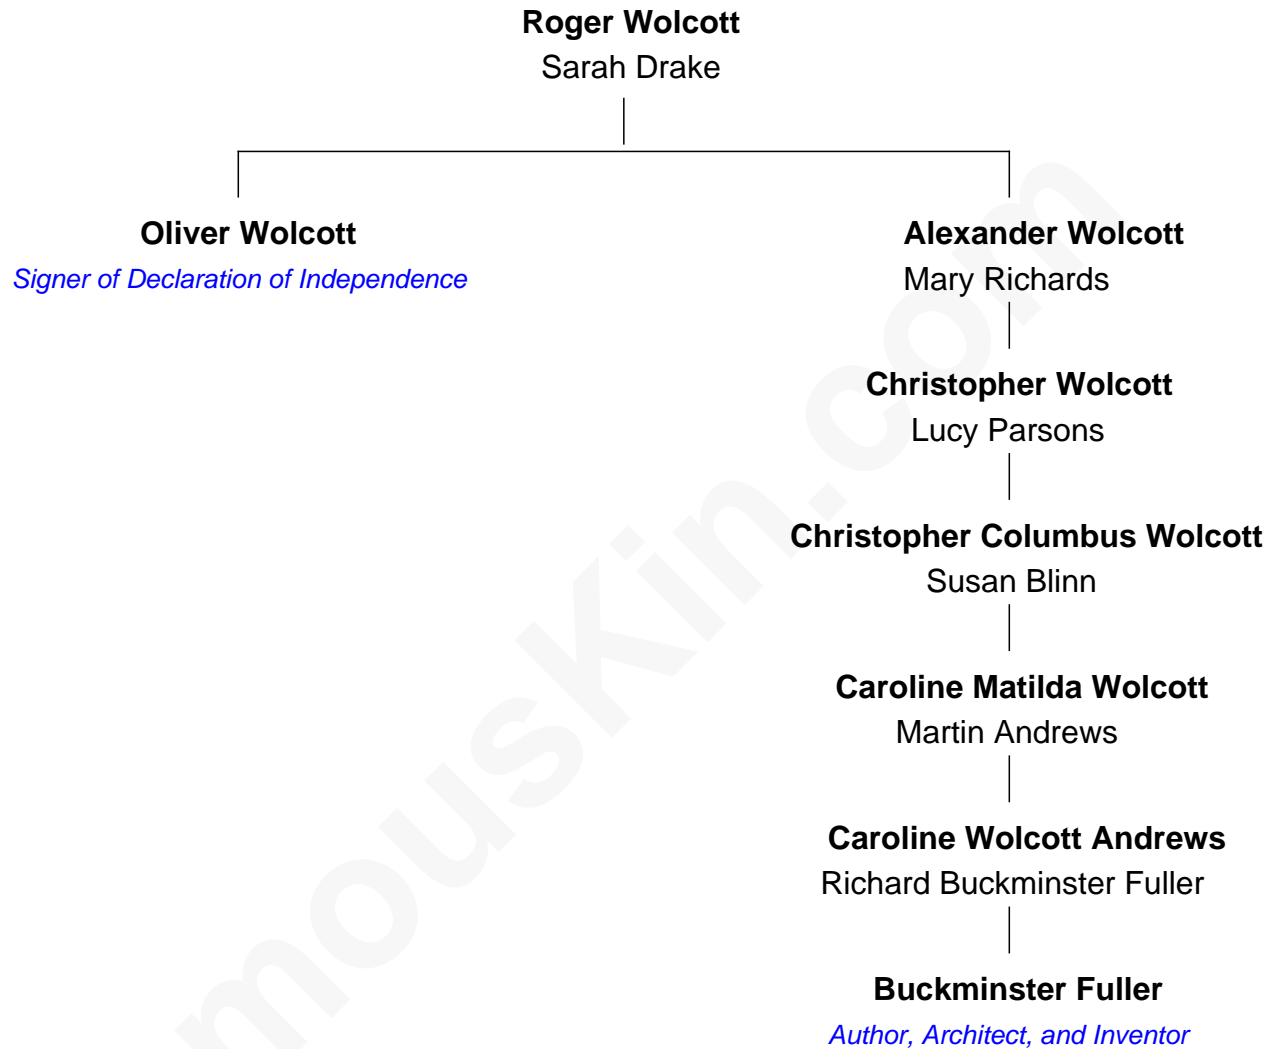 Roger Wolcott
Sarah Drake
Oliver Wolcott
Signer of Declaration of Independence
Alexander Wolcott
Mary Richards
Christopher Wolcott
Lucy Parsons
Christopher Columbus Wolcott
Susan Blinn
Caroline Matilda Wolcott
Martin Andrews
Caroline Wolcott Andrews
Richard Buckminster Fuller
Buckminster Fuller
Author, Architect, and Inventor
mousKin.com